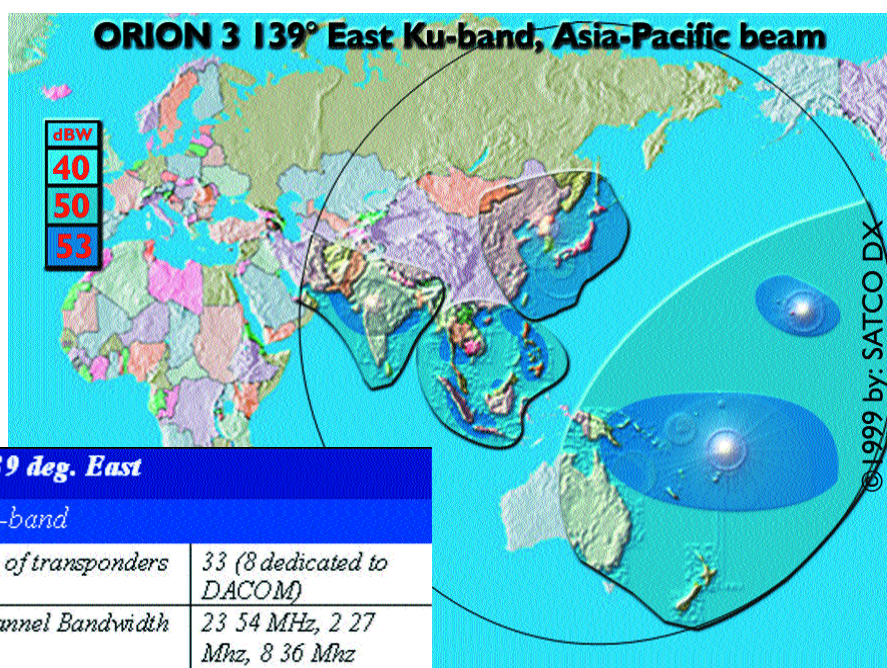 ORION 3 139° East Ku-band, Asia-Pacific beam
dBW
40
50
53
©1999 by: SATCO DX
9 deg. East
-band
of transponders
33 (8 dedicated to
DACOM)
annel Bandwidth
23 54 MHz, 2 27
Mhz, 8 36 Mhz